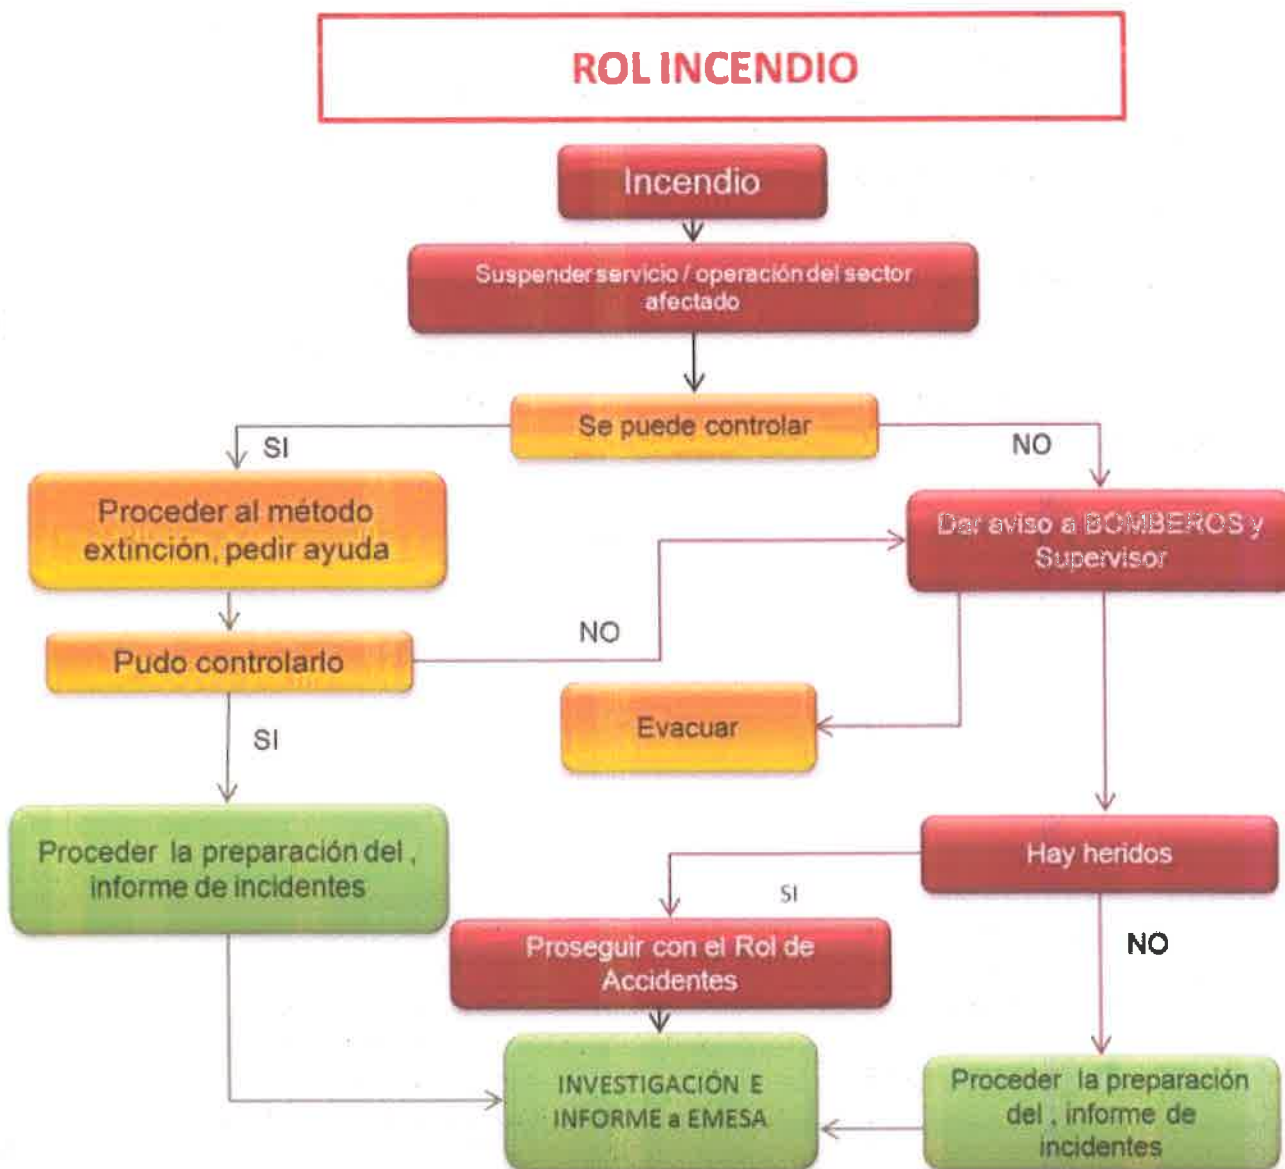 ROL INCENDIO
Incendio
Suspender servicio / operación del sector
afectado
Se puede controlar
SI
NO
Proceder al método
extinción, pedir ayuda
Dar aviso a BOMBEROS y
Supervisor
NO
Pudo controlarlo
Evacuar
SI
Proceder la preparación del ,
informe de incidentes
Hay heridos
SI
Proseguir con el Rol de
Accidentes
NO
INVESTIGACIÓN E
INFORME a EMESA
Proceder la preparación
del , informe de
incidentes